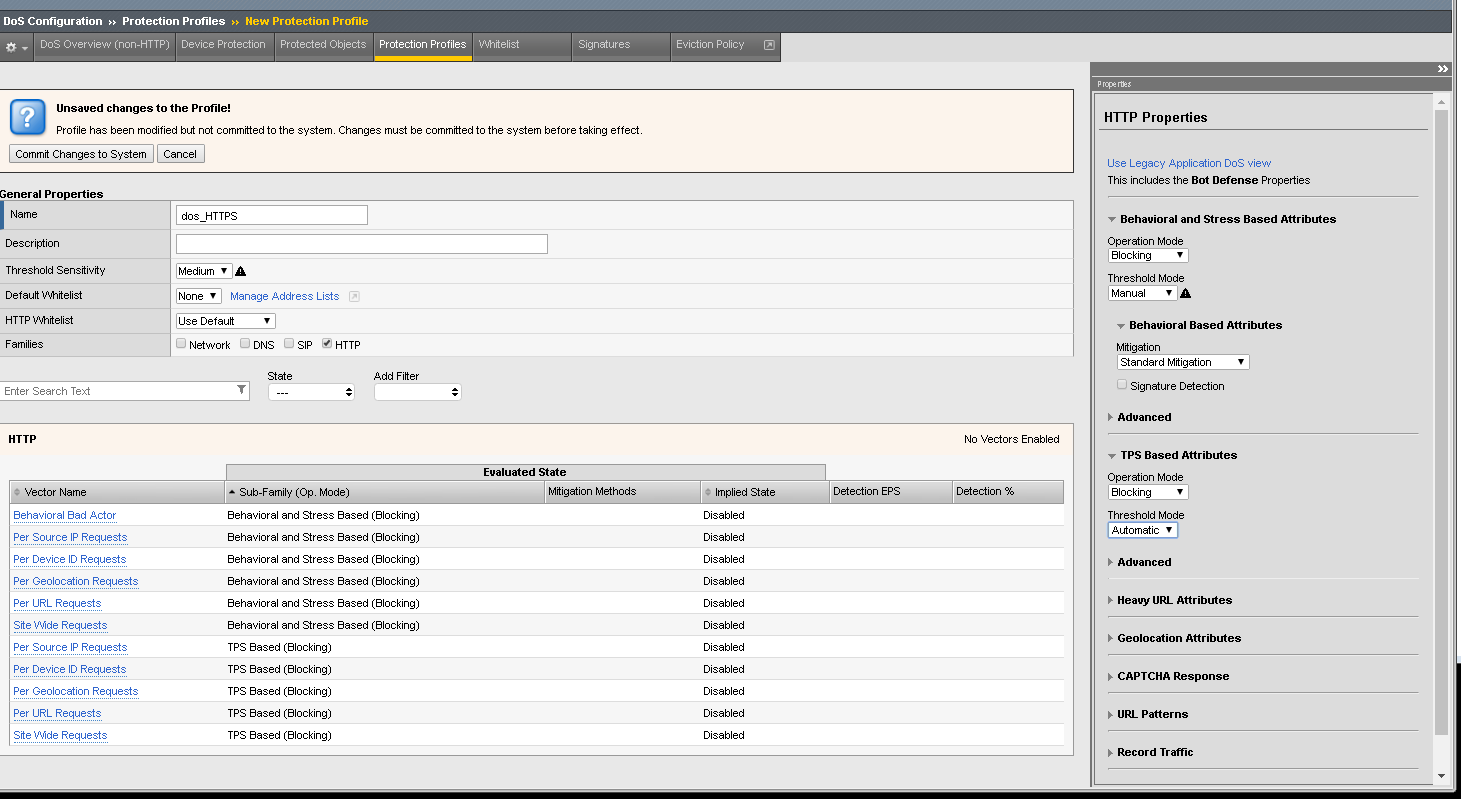 DoS Configuration ›› Protection Profiles ›› New Protection Profile
DoS Overview (non-HTTP) Device Protection Protected Objects Protection Profiles Whitelist Signatures Eviction Policy
Unsaved changes to the Profile!
Profile has been modified but not committed to the system. Changes must be committed to the system before taking effect.
Commit Changes to System Cancel
General Properties
Name dos_HTTPS
Description
Threshold Sensitivity Medium
Default Whitelist None Manage Address Lists
HTTP Whitelist Use Default
Families Network DNS SIP HTTP
State Add Filter
Enter Search Text ---
HTTP No Vectors Enabled
Evaluated State
Vector Name Sub-Family (Op. Mode) Mitigation Methods Implied State Detection EPS Detection %
Behavioral Bad Actor Behavioral and Stress Based (Blocking) Disabled
Per Source IP Requests Behavioral and Stress Based (Blocking) Disabled
Per Device ID Requests Behavioral and Stress Based (Blocking) Disabled
Per Geolocation Requests Behavioral and Stress Based (Blocking) Disabled
Per URL Requests Behavioral and Stress Based (Blocking) Disabled
Site Wide Requests Behavioral and Stress Based (Blocking) Disabled
Per Source IP Requests TPS Based (Blocking) Disabled
Per Device ID Requests TPS Based (Blocking) Disabled
Per Geolocation Requests TPS Based (Blocking) Disabled
Per URL Requests TPS Based (Blocking) Disabled
Site Wide Requests TPS Based (Blocking) Disabled
Properties
HTTP Properties
Use Legacy Application DoS view
This includes the Bot Defense Properties
Behavioral and Stress Based Attributes
Operation Mode
Blocking
Threshold Mode
Manual
Behavioral Based Attributes
Mitigation
Standard Mitigation
Signature Detection
Advanced
TPS Based Attributes
Operation Mode
Blocking
Threshold Mode
Automatic
Advanced
Heavy URL Attributes
Geolocation Attributes
CAPTCHA Response
URL Patterns
Record Traffic